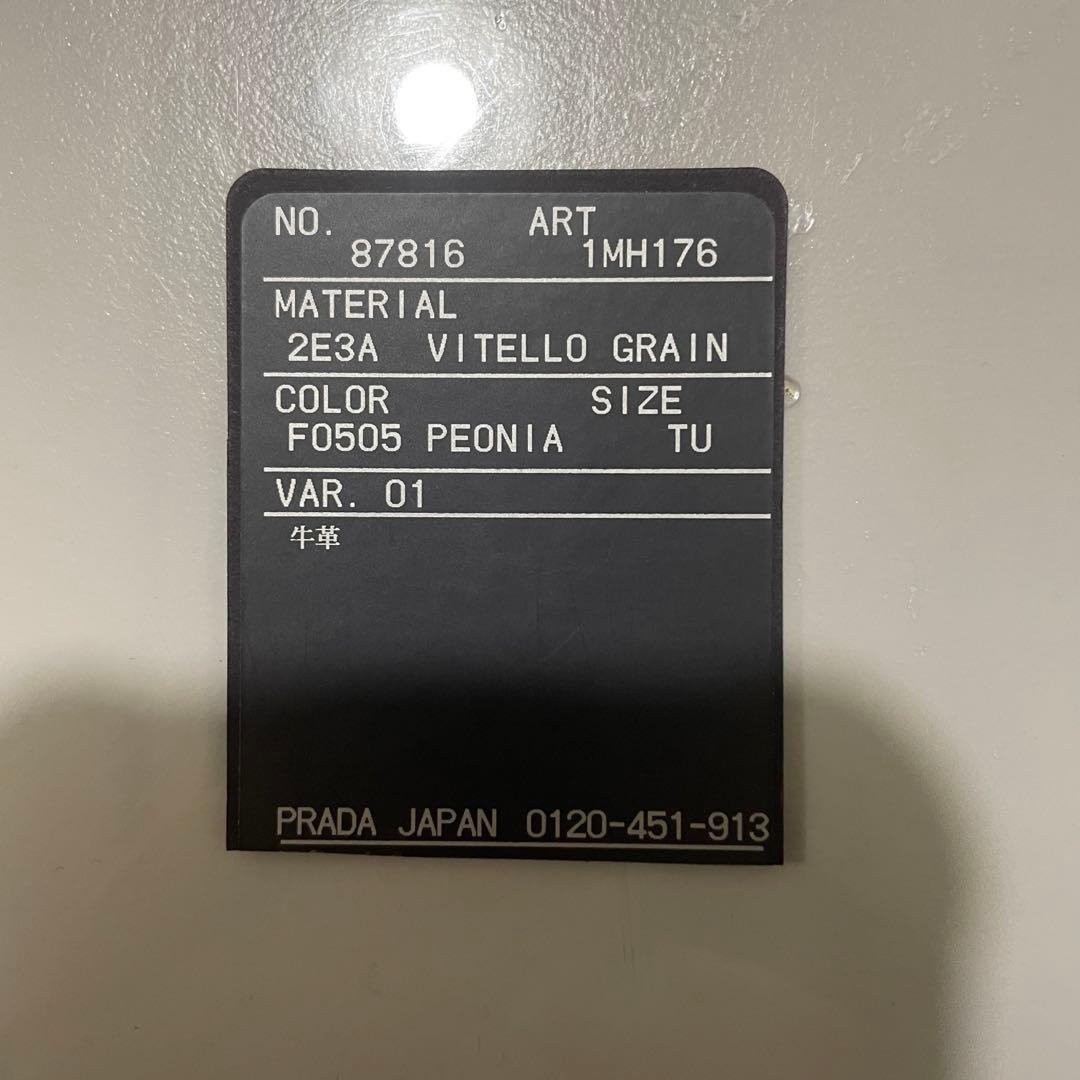 NO. ART
87816 1MH176
MATERIAL
2E3A VITELLO GRAIN
COLOR SIZE
F0505 PEONIA TU
VAR. 01
牛革
PRADA JAPAN 0120-451-913